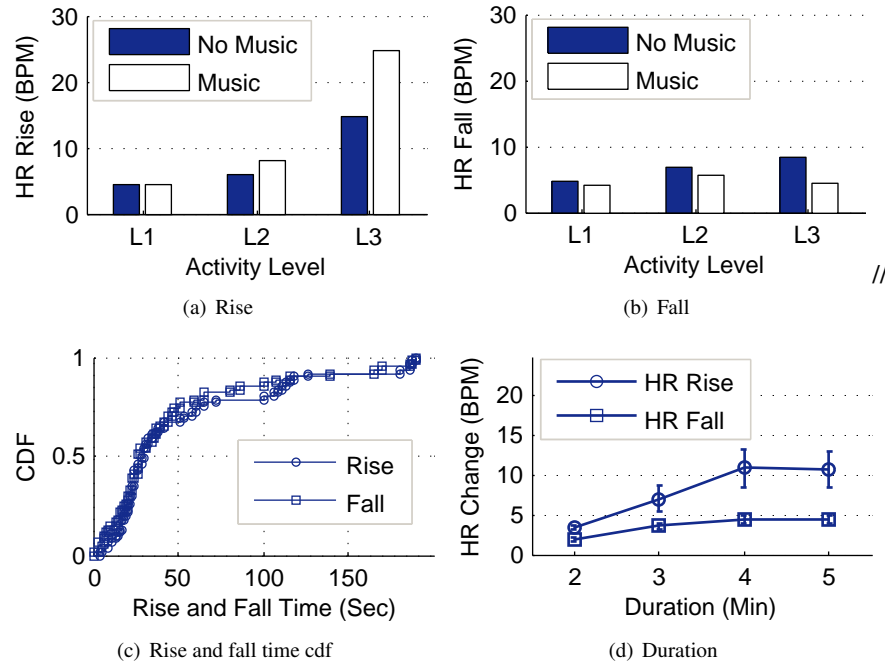 30
20
10
0
HR Rise (BPM)
No Music
Music
L1 L2 L3
Activity Level
(a) Rise
30
20
10
0
HR Fall (BPM)
No Music
Music
L1 L2 L3
Activity Level
(b) Fall
//
1
0.5
0
CDF
Rise
Fall
0 50 100 150
Rise and Fall Time (Sec)
(c) Rise and fall time cdf
20
15
10
5
0
HR Change (BPM)
HR Rise
HR Fall
2 3 4 5
Duration (Min)
(d) Duration